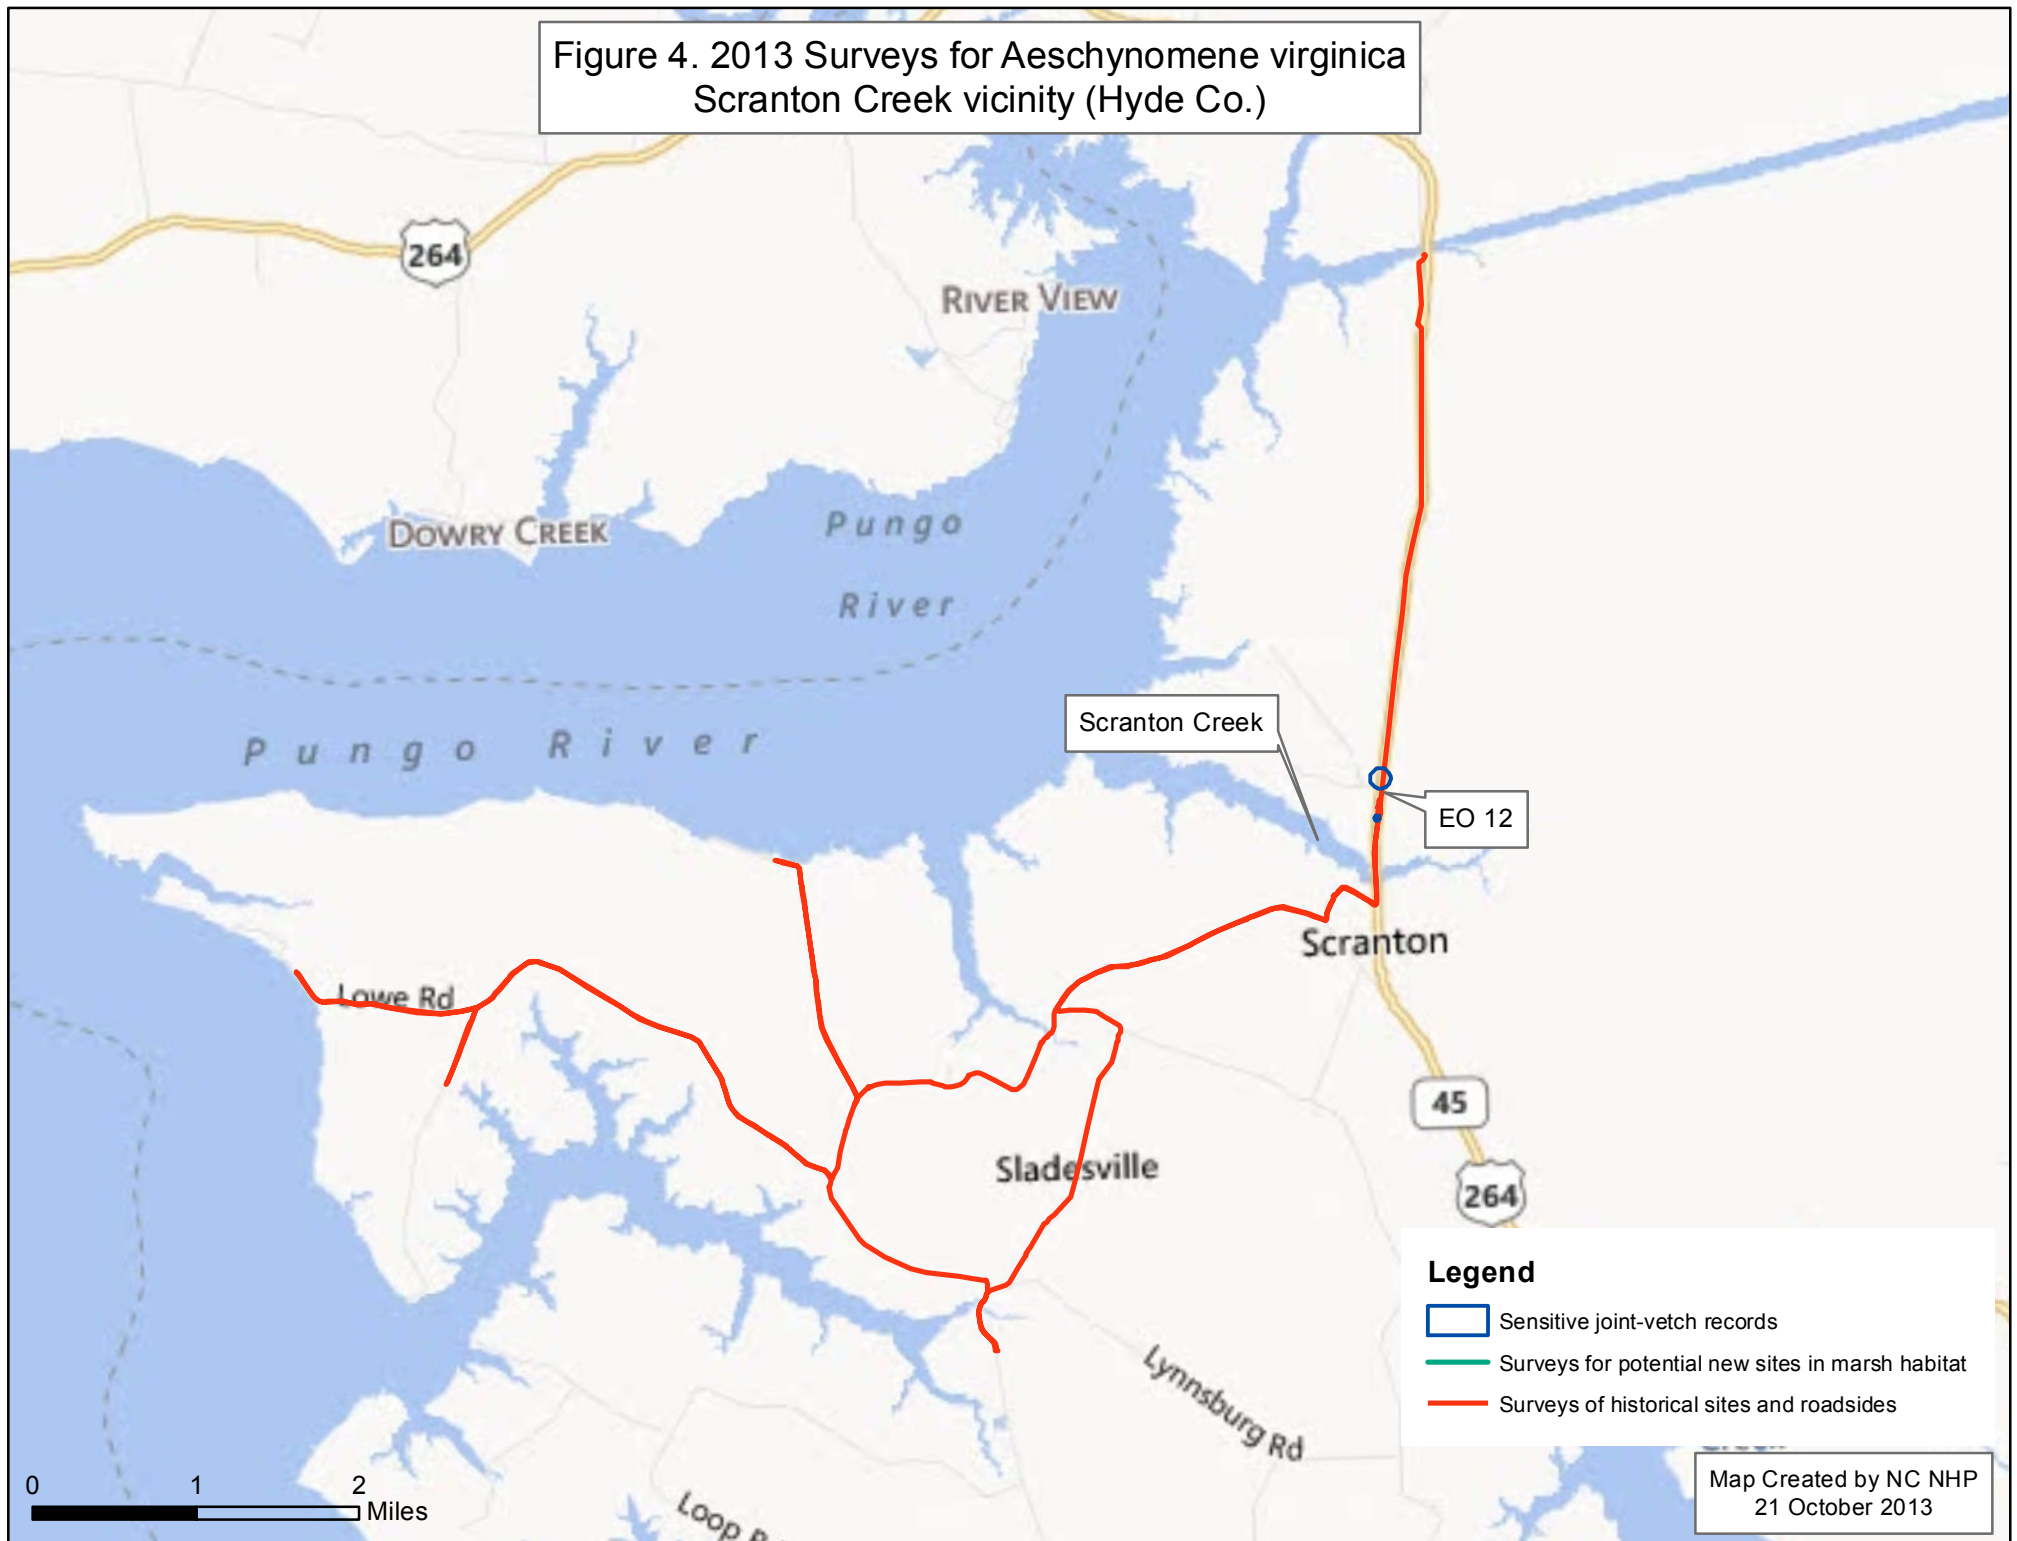 Figure 4. 2013 Surveys for Aeschynomene virginica
Scranton Creek vicinity (Hyde Co.)
264
RIVER VIEW
DOWRY CREEK
Pungo
River
Pungo River
Scranton Creek
EO 12
Scranton
Lowe Rd
45
Sladesville
264
Lynnsburg Rd
Loop
Legend
Sensitive joint-vetch records
Surveys for potential new sites in marsh habitat
Surveys of historical sites and roadsides
0 1 2
Miles
Map Created by NC NHP
21 October 2013